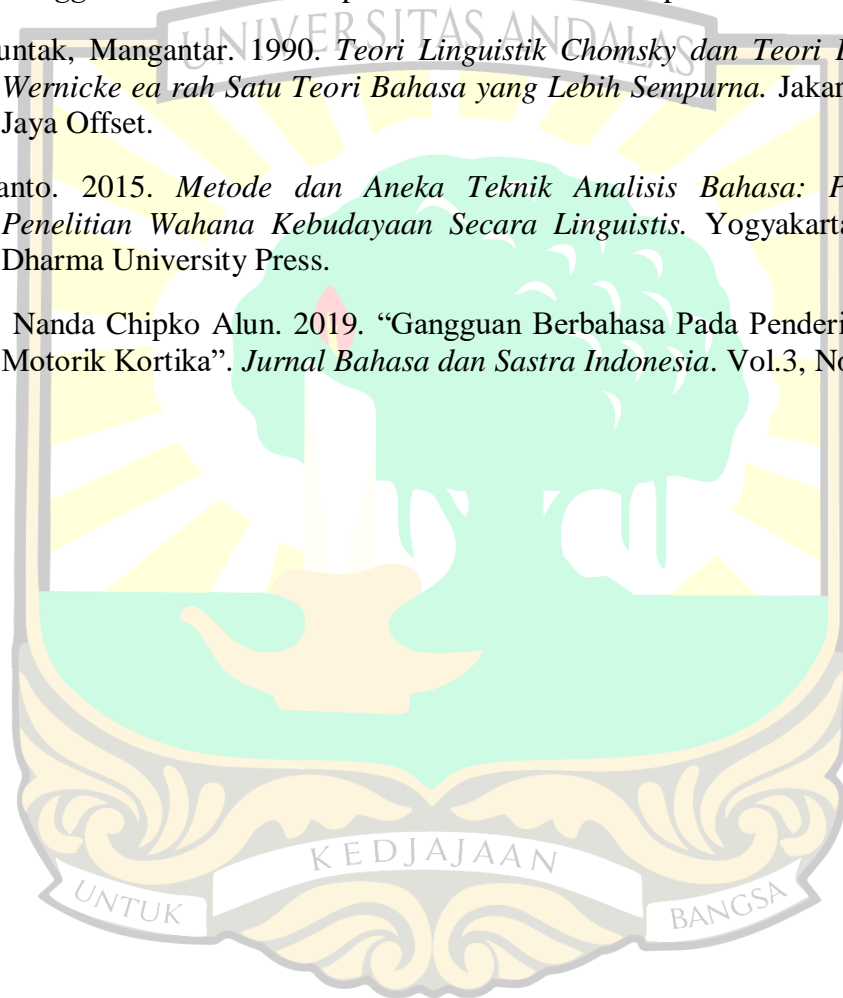 UNIVERSITAS ANDALAS
untak, Mangantar. 1990. Teori Linguistik Chomsky dan Teori
Wernicke ea rah Satu Teori Bahasa yang Lebih Sempurna. Jakar
Jaya Offset.
anto. 2015. Metode dan Aneka Teknik Analisis Bahasa:
Penelitian Wahana Kebudayaan Secara Linguistis. Yogyakarta
Dharma University Press.
Nanda Chipko Alun. 2019. “Gangguan Berbahasa Pada Penderi
Motorik Kortika”. Jurnal Bahasa dan Sastra Indonesia. Vol.3, No
KEDJAJAAN
UNTUK
BANGSA